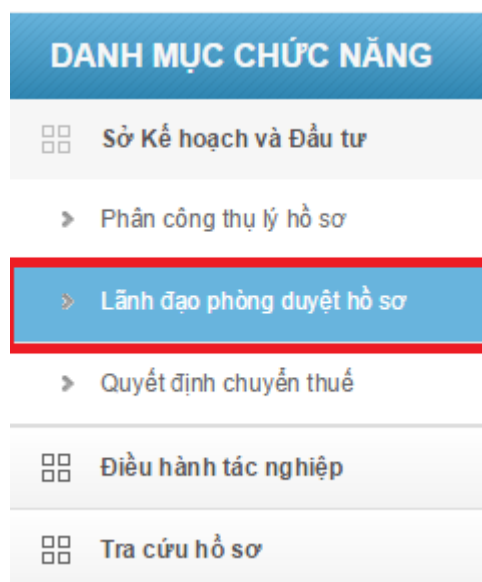 DANH MỤC CHỨC NĂNG
Sở Kế hoạch và Đầu tư
Phân công thụ lý hồ sơ
Lãnh đạo phòng duyệt hồ sơ
Quyết định chuyển thuế
Điều hành tác nghiệp
Tra cứu hồ sơ